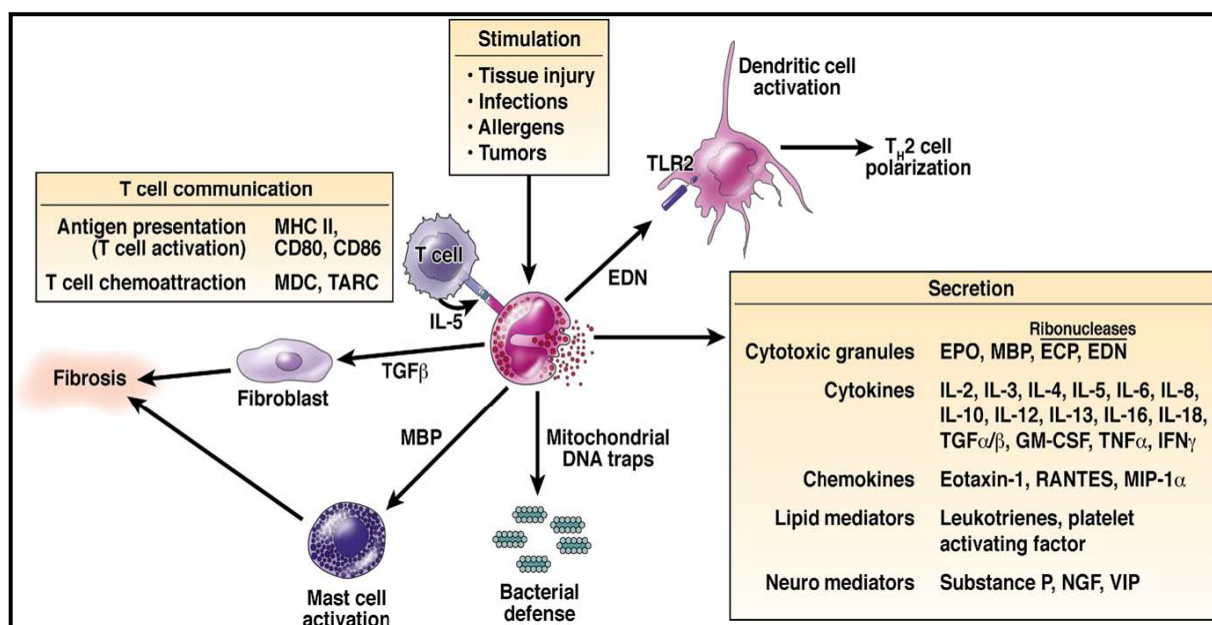 Stimulation
• Tissue injury
• Infections
• Allergens
• Tumors
Dendritic cell
activation
TLR2
T_H2 cell
polarization
T cell communication
Antigen presentation MHC II,
(T cell activation) CD80, CD86
T cell chemoattraction MDC, TARC
T cell
IL-5
EDN
TGFβ
Fibroblast
Fibrosis
MBP
Mast cell
activation
Mitochondrial
DNA traps
Bacterial
defense
Secretion
Ribonucleases
Cytotoxic granules EPO, MBP, ECP, EDN
Cytokines IL-2, IL-3, IL-4, IL-5, IL-6, IL-8,
IL-10, IL-12, IL-13, IL-16, IL-18,
TGFα/β, GM-CSF, TNFα, IFNγ
Chemokines Eotaxin-1, RANTES, MIP-1α
Lipid mediators Leukotrienes, platelet
activating factor
Neuro mediators Substance P, NGF, VIP